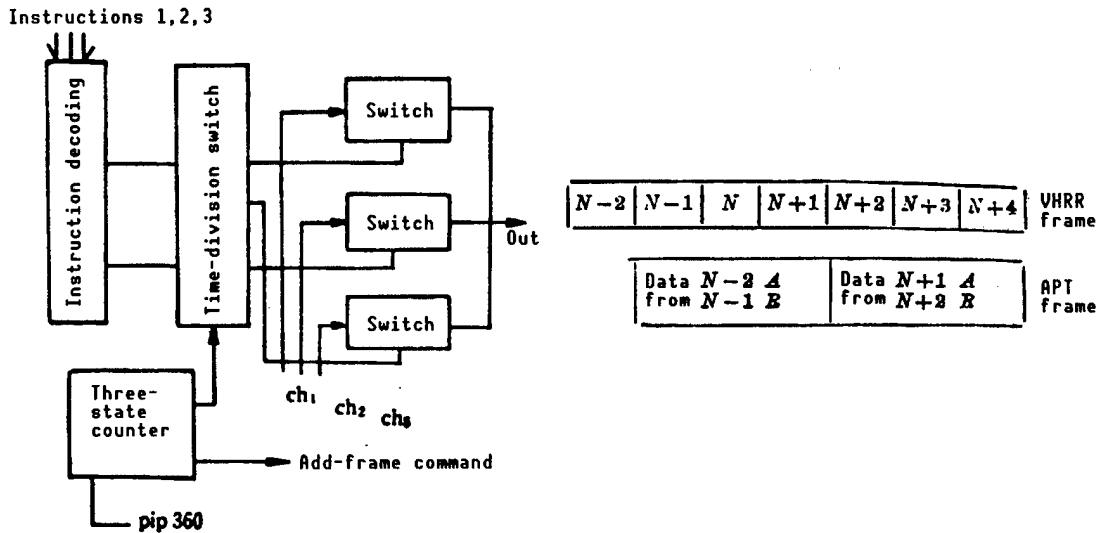 Instructions 1,2,3
Instruction decoding
Time-division switch
Switch
Switch
Switch
Out
ch₁
ch₂
ch₃
Three-
state
counter
Add-frame command
pip 360
N-2 N-1 N N+1 N+2 N+3 N+4
VHRR
frame
Data N-2 A
from N-1 B
Data N+1 A
from N+2 B
APT
frame